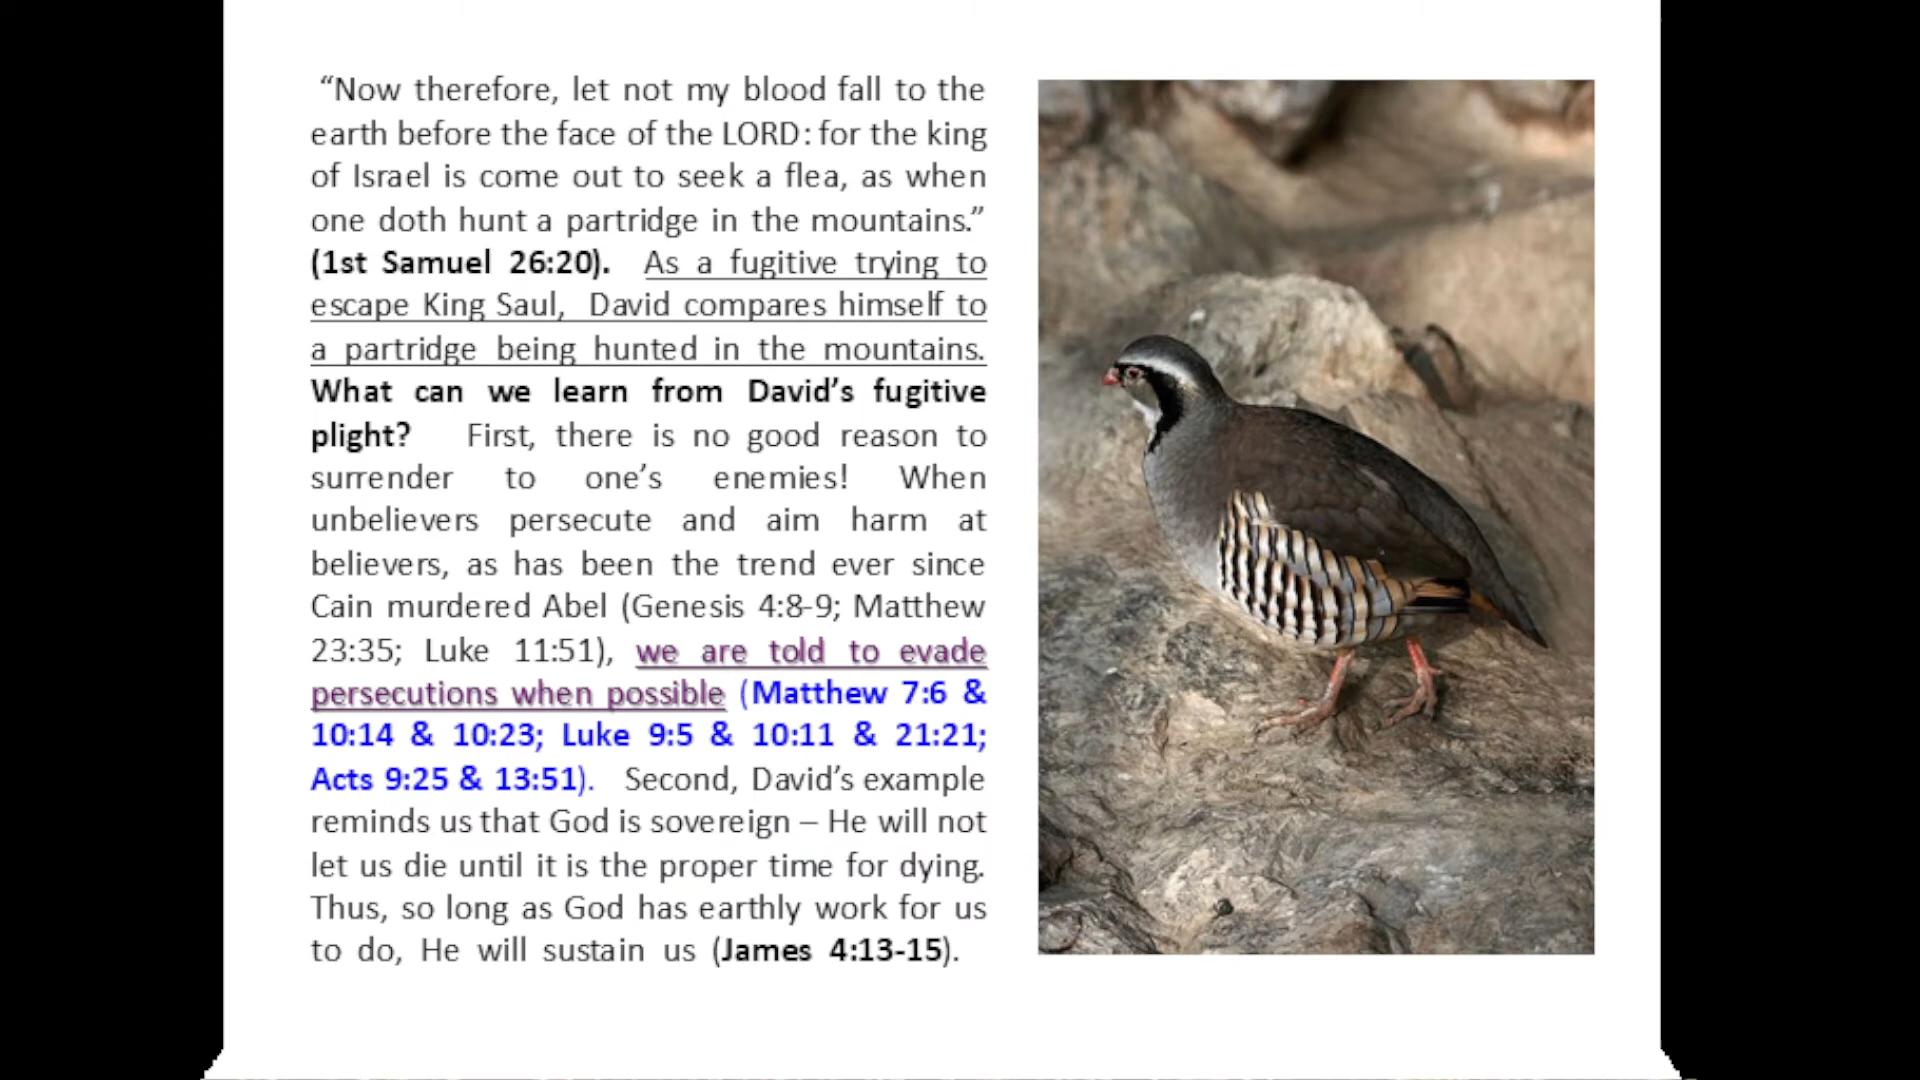 “Now therefore, let not my blood fall to the
earth before the face of the LORD: for the king
of Israel is come out to seek a flea, as when
one doth hunt a partridge in the mountains.”
(1st Samuel 26:20). As a fugitive trying to
escape King Saul, David compares himself to
a partridge being hunted in the mountains.
What can we learn from David’s fugitive
plight? First, there is no good reason to
surrender to one’s enemies! When
unbelievers persecute and aim harm at
believers, as has been the trend ever since
Cain murdered Abel (Genesis 4:8-9; Matthew
23:35; Luke 11:51), we are told to evade
persecutions when possible (Matthew 7:6 &
10:14 & 10:23; Luke 9:5 & 10:11 & 21:21;
Acts 9:25 & 13:51). Second, David’s example
reminds us that God is sovereign – He will not
let us die until it is the proper time for dying.
Thus, so long as God has earthly work for us
to do, He will sustain us (James 4:13-15).